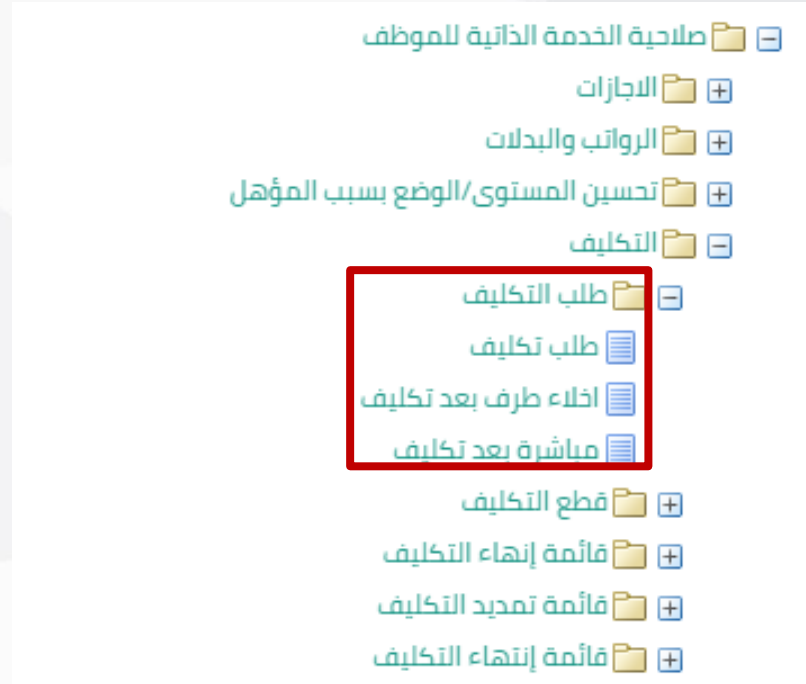 صلاحية الخدمة الذاتية للموظف
الاجازات
الرواتب والبدلات
تحسين المستوى/الوضع بسبب المؤهل
التكليف
طلب التكليف
طلب تكليف
اخلاء طرف بعد تكليف
مباشرة بعد تكليف
قطع التكليف
قائمة إنهاء التكليف
قائمة تمديد التكليف
قائمة إنتهاء التكليف